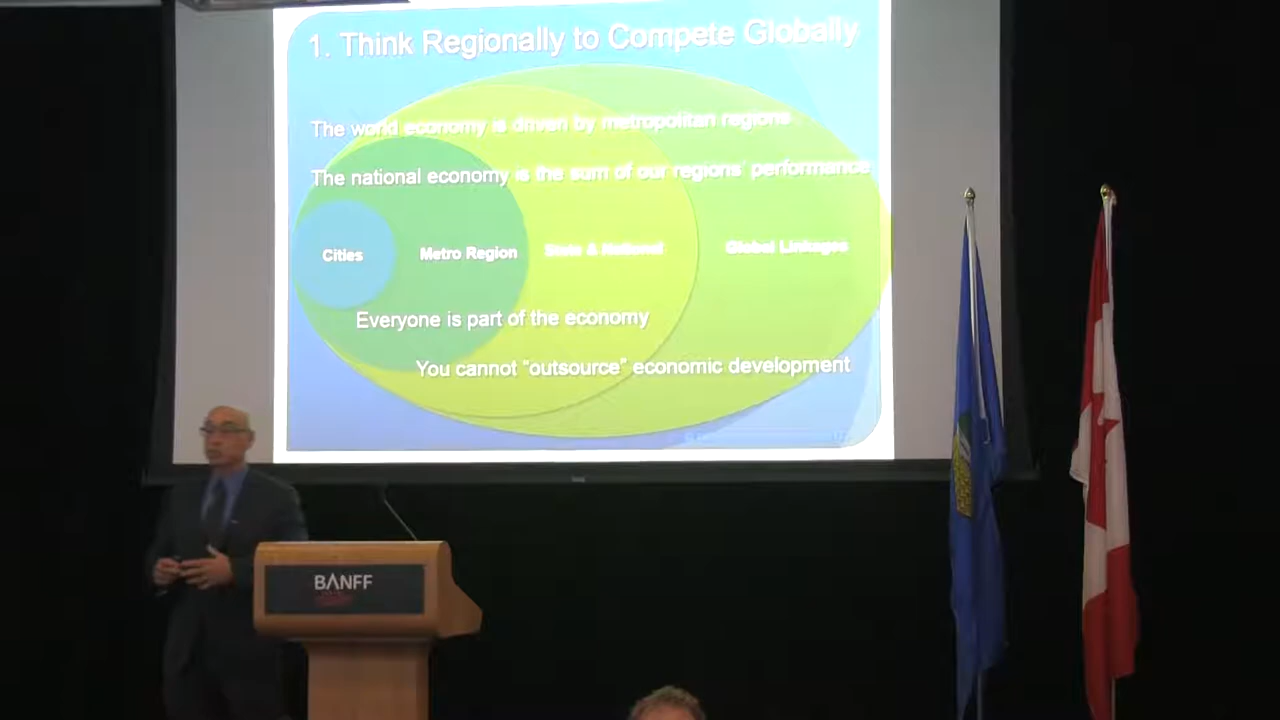 1. Think Regionally to Compete Globally
The world economy is driven by metropolitan regions
The national economy is the sum of our regions' performance
Cities
Metro Region
State & National
Global Linkages
Everyone is part of the economy
You cannot "outsource" economic development
BANFF